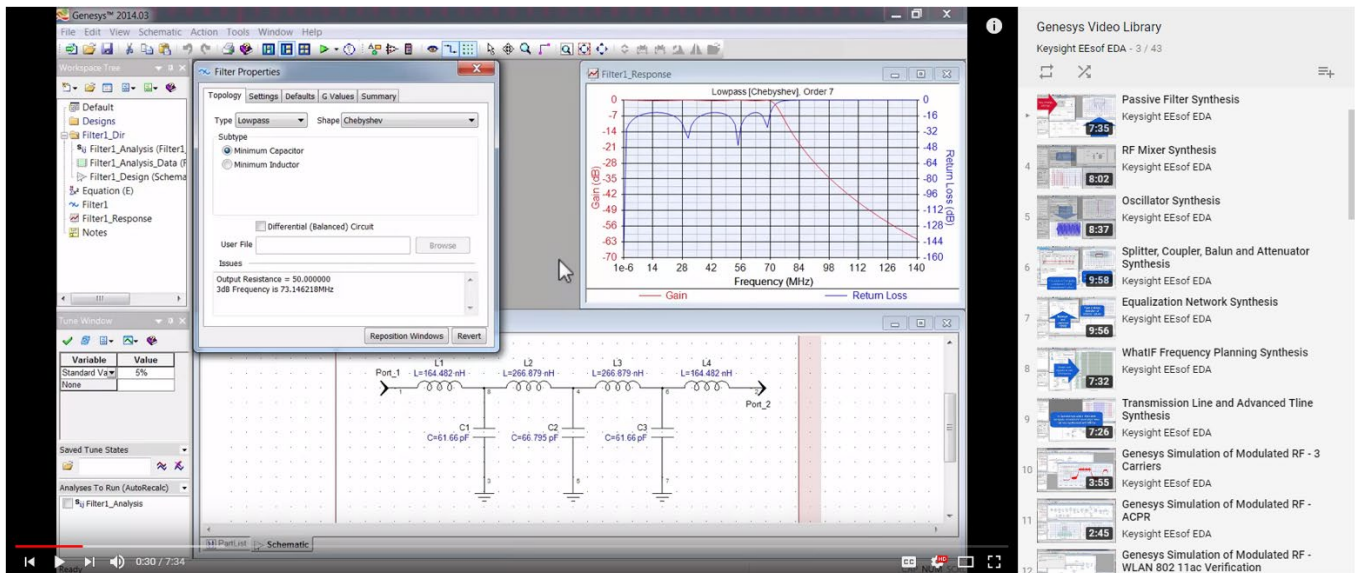 Genesys™ 2014.03
File Edit View Schematic Action Tools Window Help
Workspace Tree
Default
Designs
Filter1_Dir
Filter1_Analysis (Filter1_
Filter1_Analysis_Data (F
Filter1_Design (Schema
Equation (E)
Filter1
Filter1_Response
Notes
Tune Window
Variable Value
Standard Va 5%
None
Saved Tune States
Analyses To Run (AutoRecalc)
Filter1_Analysis
Filter Properties
Topology Settings Defaults G Values Summary
Type Lowpass Shape Chebyshev
Subtype
Minimum Capacitor
Minimum Inductor
Differential (Balanced) Circuit
User File Browse
Issues
Output Resistance = 50.000000
3dB Frequency is 73.146218MHz
Reposition Windows Revert
Filter1_Response
Lowpass [Chebyshev], Order 7
0 0
-7 -16
-14 -32
-21 -48
-28 -64
-35 -80
-42 -96
-49 -112
-56 -128
-63 -144
-70 -160
Gain (dB)
Return Loss (dB)
1e-6 14 28 42 56 70 84 98 112 126 140
Frequency (MHz)
Gain Return Loss
L1 L2 L3 L4
Port_1 L=164.482 nH L=266.879 nH L=266.879 nH L=164.482 nH
Port_2
C1 C2 C3
C=61.66 pF C=66.795 pF C=61.66 pF
PartList Schematic
Ready
0:30 / 7:34
CC HD
Genesys Video Library
Keysight EEsof EDA - 3 / 43
Passive Filter Synthesis
Keysight EEsof EDA
7:35
4
RF Mixer Synthesis
Keysight EEsof EDA
8:02
5
Oscillator Synthesis
Keysight EEsof EDA
8:37
6
Splitter, Coupler, Balun and Attenuator
Synthesis
Keysight EEsof EDA
9:58
7
Equalization Network Synthesis
Keysight EEsof EDA
9:56
8
WhatIF Frequency Planning Synthesis
Keysight EEsof EDA
7:32
9
Transmission Line and Advanced Tline
Synthesis
Keysight EEsof EDA
7:26
10
Genesys Simulation of Modulated RF - 3
Carriers
Keysight EEsof EDA
3:55
11
Genesys Simulation of Modulated RF -
ACPR
Keysight EEsof EDA
2:45
12
Genesys Simulation of Modulated RF -
WLAN 802 11ac Verification